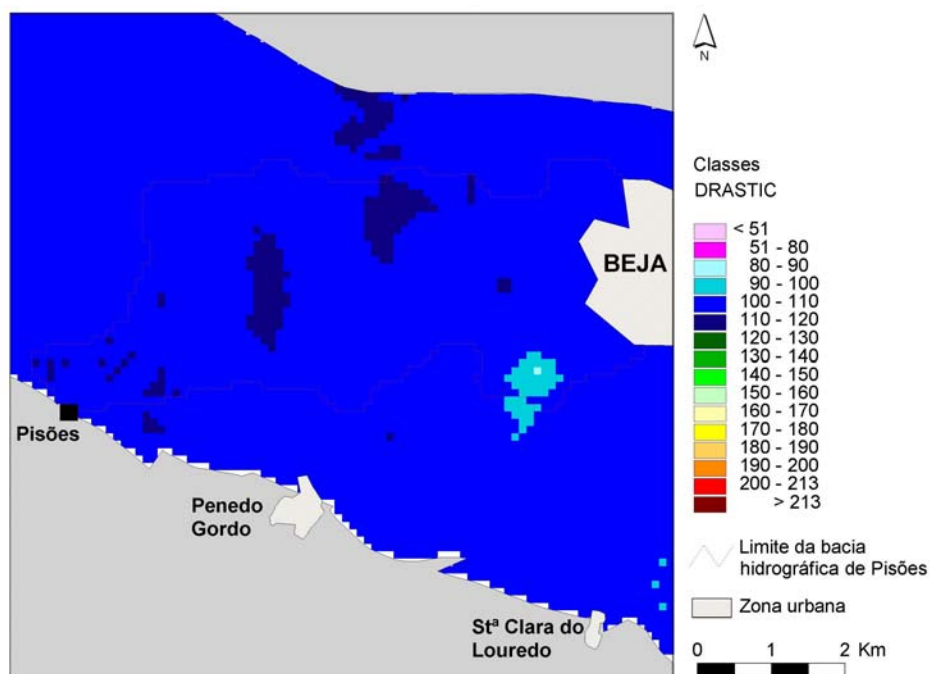 N
Classes
DRASTIC
< 51
51 - 80
80 - 90
90 - 100
100 - 110
110 - 120
120 - 130
130 - 140
140 - 150
150 - 160
160 - 170
170 - 180
180 - 190
190 - 200
200 - 213
> 213
BEJA
Pisões
Penedo
Gordo
Stª Clara do
Louredo
Limite da bacia
hidrográfica de Pisões
Zona urbana
0 1 2 Km